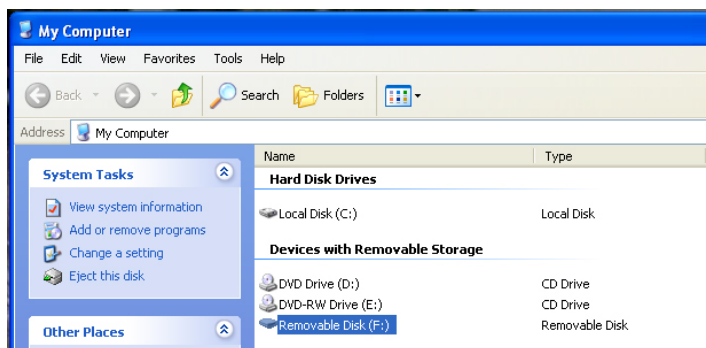 My Computer
File Edit View Favorites Tools Help
Back Search Folders
Address My Computer
System Tasks
View system information
Add or remove programs
Change a setting
Eject this disk
Other Places
Name Type
Hard Disk Drives
Local Disk (C:) Local Disk
Devices with Removable Storage
DVD Drive (D:) CD Drive
DVD-RW Drive (E:) CD Drive
Removable Disk (F:) Removable Disk